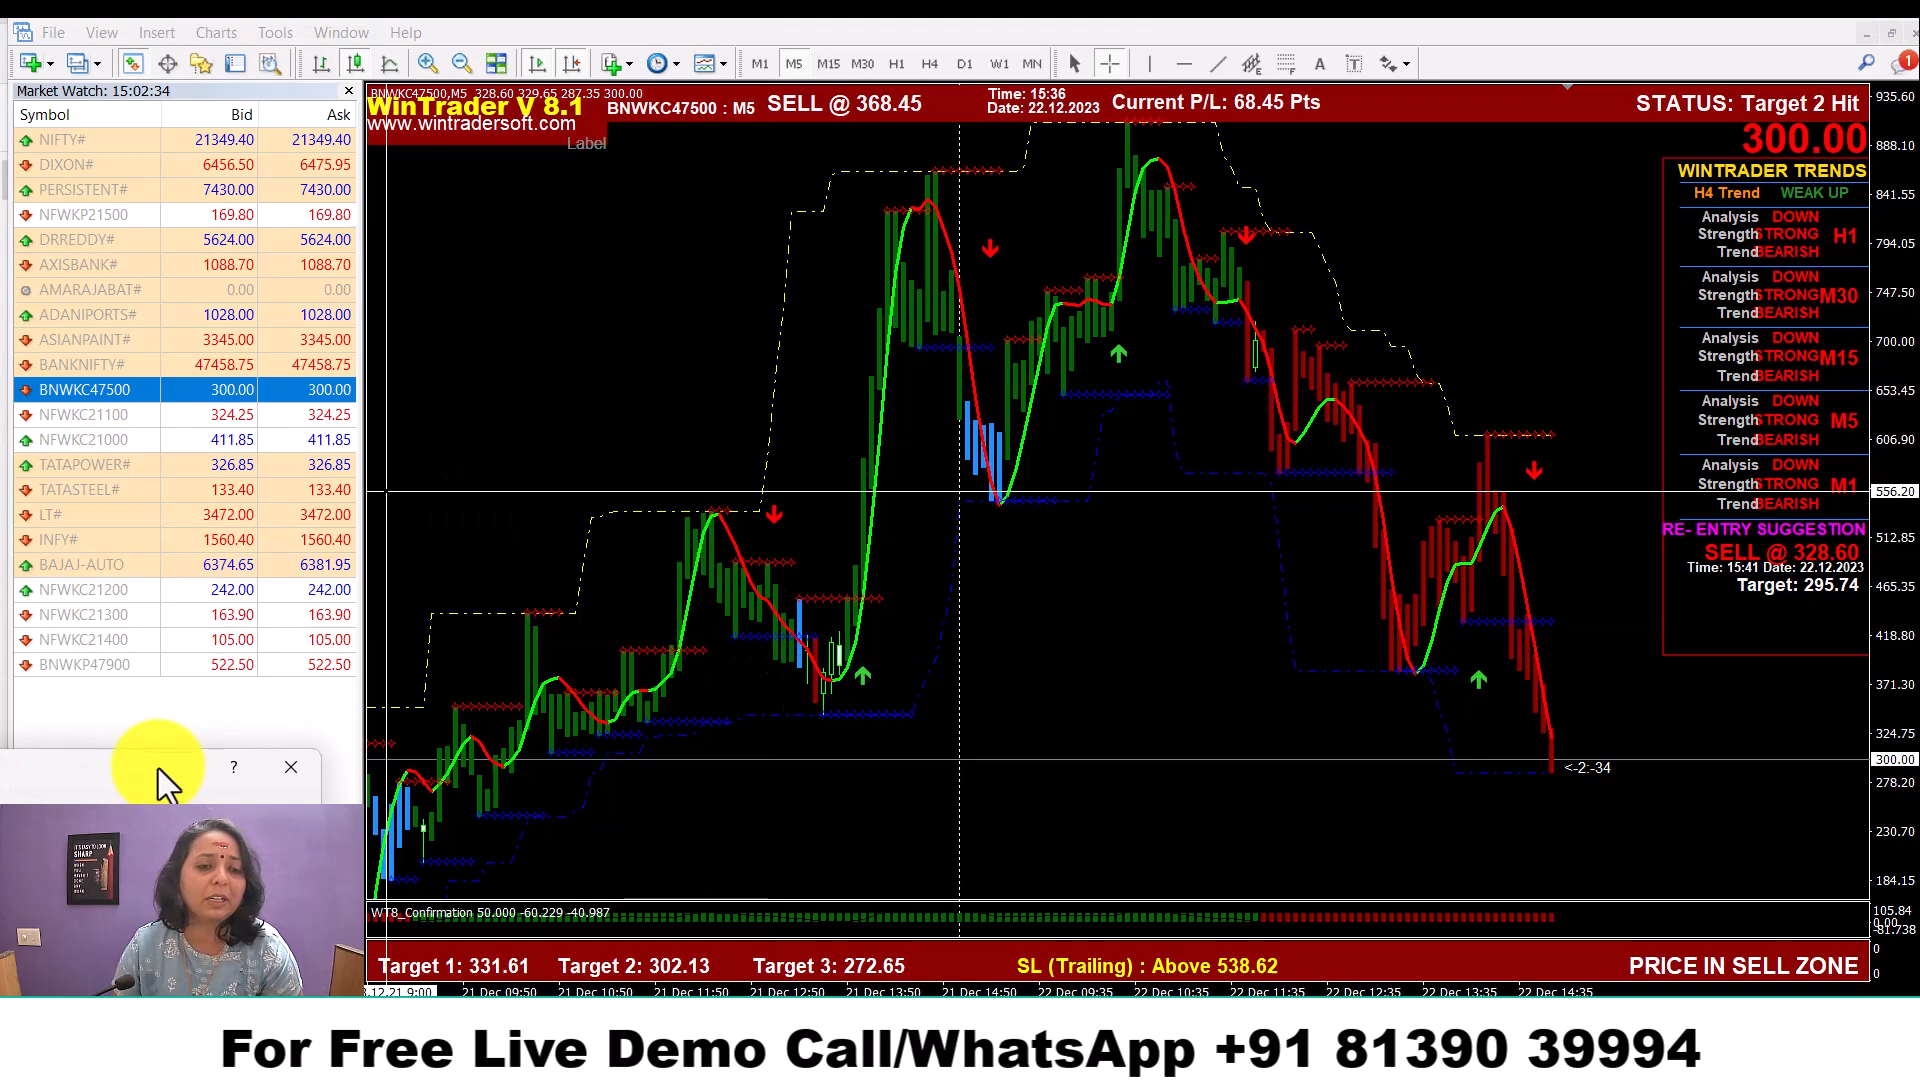 File View Insert Charts Tools Window Help
M1 M5 M15 M30 H1 H4 D1 W1 MN A T 1
Market Watch: 15:02:34
Symbol Bid Ask
NIFTY# 21349.40 21349.40
DIXON# 6456.50 6475.95
PERSISTENT# 7430.00 7430.00
NFWKP21500 169.80 169.80
DRREDDY# 5624.00 5624.00
AXISBANK# 1088.70 1088.70
AMARAJABAT# 0.00 0.00
ADANIPORTS# 1028.00 1028.00
ASIANPAINT# 3345.00 3345.00
BANKNIFTY# 47458.75 47458.75
BNWKC47500 300.00 300.00
NFWKC21100 324.25 324.25
NFWKC21000 411.85 411.85
TATAPOWER# 326.85 326.85
TATASTEEL# 133.40 133.40
LT# 3472.00 3472.00
INFY# 1560.40 1560.40
BAJAJ-AUTO 6374.65 6381.95
NFWKC21200 242.00 242.00
NFWKC21300 163.90 163.90
NFWKC21400 105.00 105.00
BNWKP47900 522.50 522.50
?
BNWKC47500,M5 328.60 329.65 287.35 300.00
WinTrader V 8.1
www.wintradersoft.com
Label
BNWKC47500 : M5 SELL @ 368.45
Time: 15:36
Date: 22.12.2023
Current P/L: 68.45 Pts
STATUS: Target 2 Hit
300.00
WINTRADER TRENDS
H4 Trend WEAK UP
Analysis DOWN
Strength STRONG H1
Trend BEARISH
Analysis DOWN
Strength STRONG M30
Trend BEARISH
Analysis DOWN
Strength STRONG M15
Trend BEARISH
Analysis DOWN
Strength STRONG M5
Trend BEARISH
Analysis DOWN
Strength STRONG M1
Trend BEARISH
RE- ENTRY SUGGESTION
SELL @ 328.60
Time: 15:41 Date: 22.12.2023
Target: 295.74
<-2:-34
935.60
888.10
841.55
794.05
747.50
700.00
653.45
606.90
556.20
512.85
465.35
418.80
371.30
324.75
300.00
278.20
230.70
184.15
WT8_Confirmation 50.000 -60.229 -40.987
105.84
0.00
-81.738
0
0
Target 1: 331.61 Target 2: 302.13 Target 3: 272.65 SL (Trailing) : Above 538.62 PRICE IN SELL ZONE
21 Dec 09:50 21 Dec 10:50 21 Dec 11:50 21 Dec 12:50 21 Dec 13:50 21 Dec 14:50 22 Dec 09:35 22 Dec 10:35 22 Dec 11:35 22 Dec 12:35 22 Dec 13:35 22 Dec 14:35
For Free Live Demo Call/WhatsApp +91 81390 39994